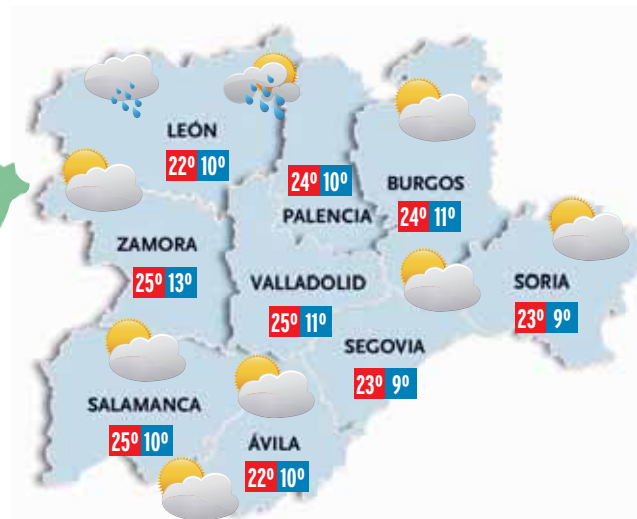 LEÓN
22º 10º
24º 10º
PALENCIA
BURGOS
24º 11º
ZAMORA
25º 13º
VALLADOLID
25º 11º
SORIA
23º 9º
SEGOVIA
23º 9º
SALAMANCA
25º 10º
ÁVILA
22º 10º